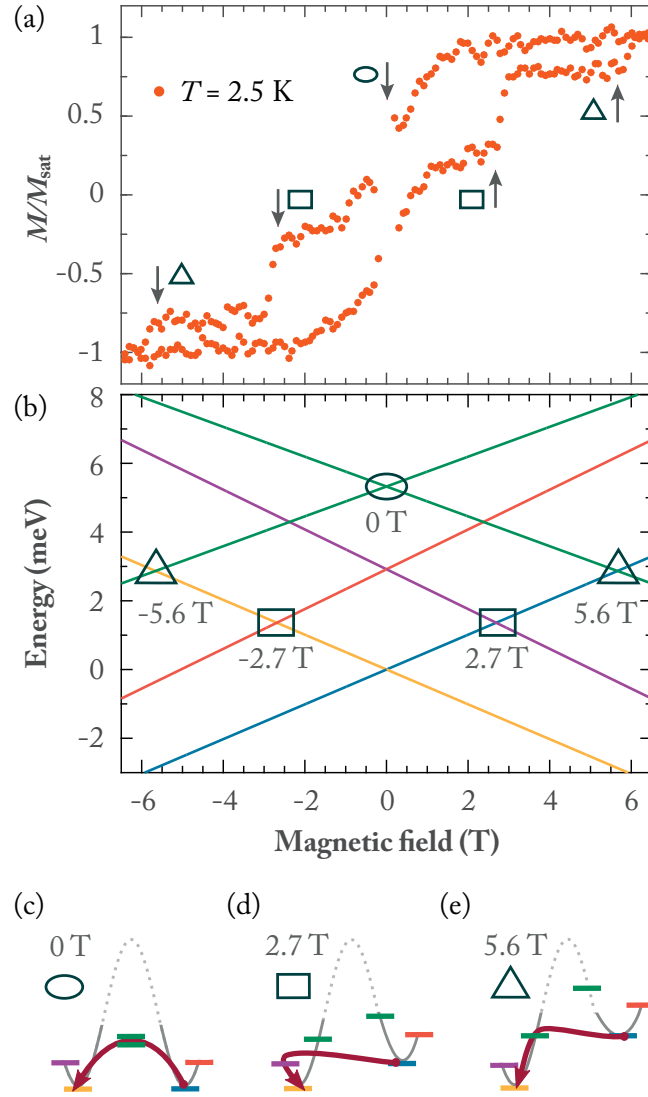 (a)
1
0.5
0
-0.5
-1
M/M_sat
T = 2.5 K
(b)
8
6
4
2
0
-2
Energy (meV)
0 T
-5.6 T
5.6 T
-2.7 T
2.7 T
-6
-4
-2
0
2
4
6
Magnetic field (T)
(c)
(d)
(e)
0 T
2.7 T
5.6 T